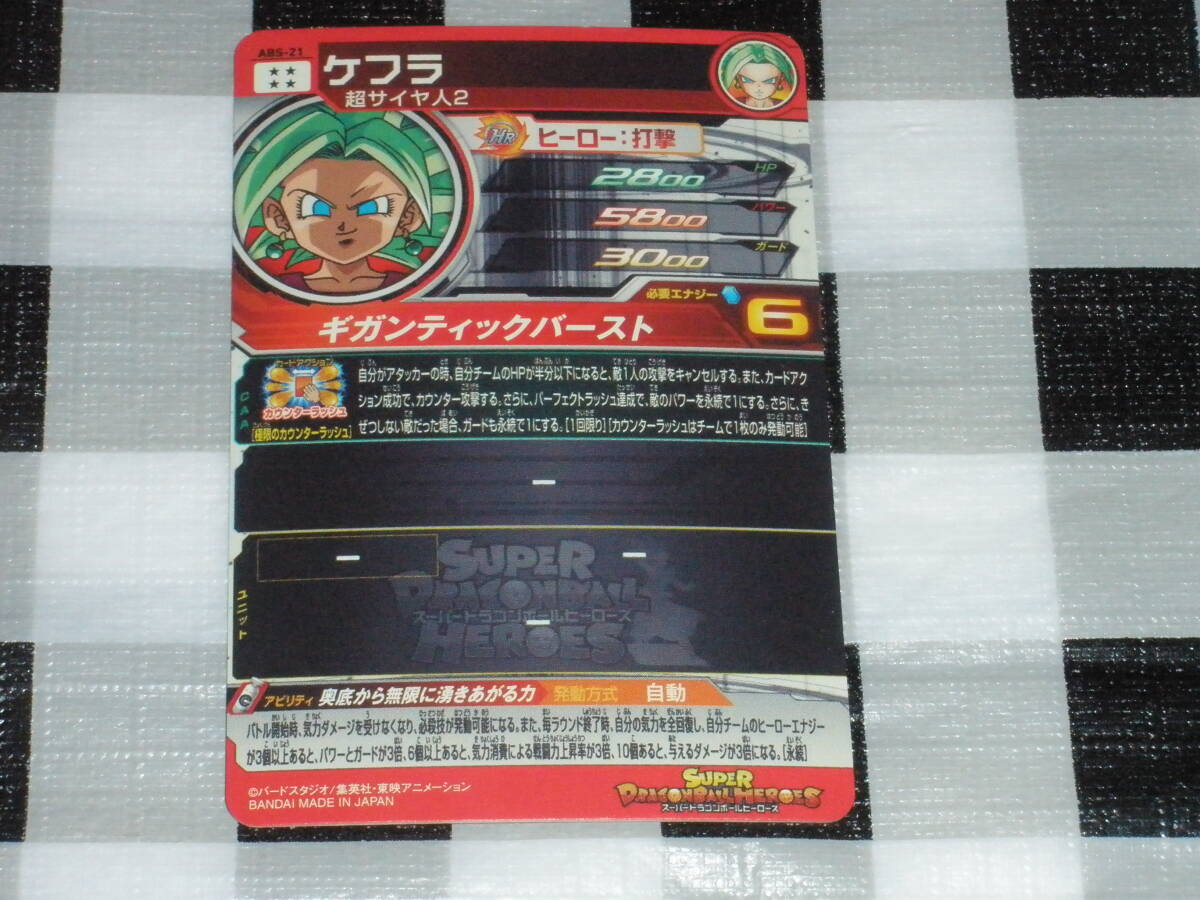 ABS-21
ケフラ
超サイヤ人2
HR
ヒーロー:打撃
HP
2800
パワー
5800
ガード
3000
必要エナジー
6
ギガンティックバースト
CAA
カードアクション
カウンターラッシュ
[極限のカウンターラッシュ]
自分がアタッカーの時、自分チームのHPが半分以下になると、敵1人の攻撃をキャンセルする。また、カードアク
ション成功で、カウンター攻撃する。さらに、パーフェクトラッシュ達成で、敵のパワーを永続で1にする。さらに、き
ぜつしない敵だった場合、ガードも永続で1にする。[1回限り][カウンターラッシュはチームで1枚のみ発動可能]
ー
ユニット
ー
ー
ー
SUPER
DRAGONBALL
スーパードラゴンボールヒーローズ
HEROES
アビリティ 奥底から無限に湧きあがる力 発動方式 自動
バトル開始時、気力ダメージを受けなくなり、必殺技が発動可能になる。また、毎ラウンド終了時、自分の気力を全回復し、自分チームのヒーローエナジー
が3個以上あると、パワーとガードが3倍、6個以上あると、気力消費による戦闘力上昇率が3倍、10個あると、与えるダメージが3倍になる。[永続]
©バードスタジオ/集英社・東映アニメーション
BANDAI MADE IN JAPAN
SUPER
DRAGONBALL HEROES
スーパードラゴンボールヒーローズ